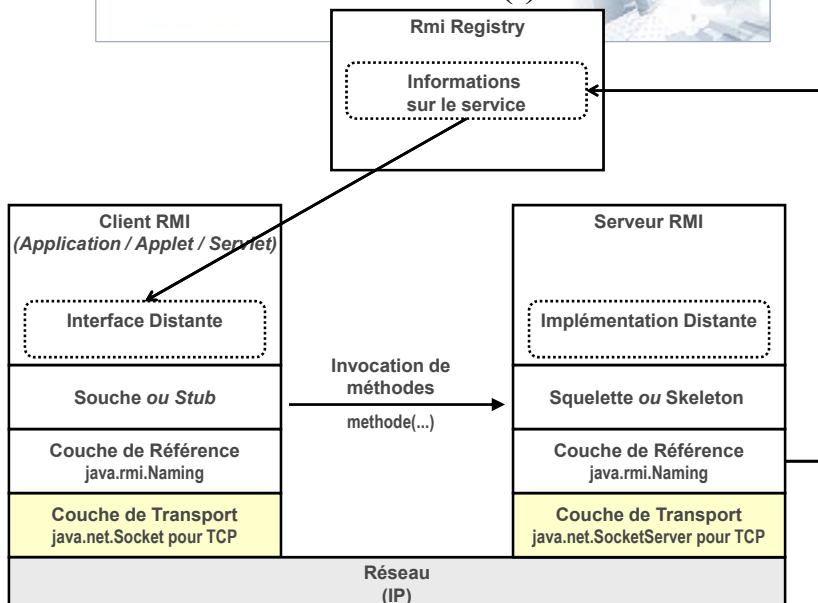 Rmi Registry
Informations
sur le service
Client RMI
(Application / Applet / Servlet)
Interface Distante
Souche ou Stub
Couche de Référence
java.rmi.Naming
Couche de Transport
java.net.Socket pour TCP
Invocation de
méthodes
methode(...)
Serveur RMI
Implémentation Distante
Squelette ou Skeleton
Couche de Référence
java.rmi.Naming
Couche de Transport
java.net.SocketServer pour TCP
Réseau
(IP)